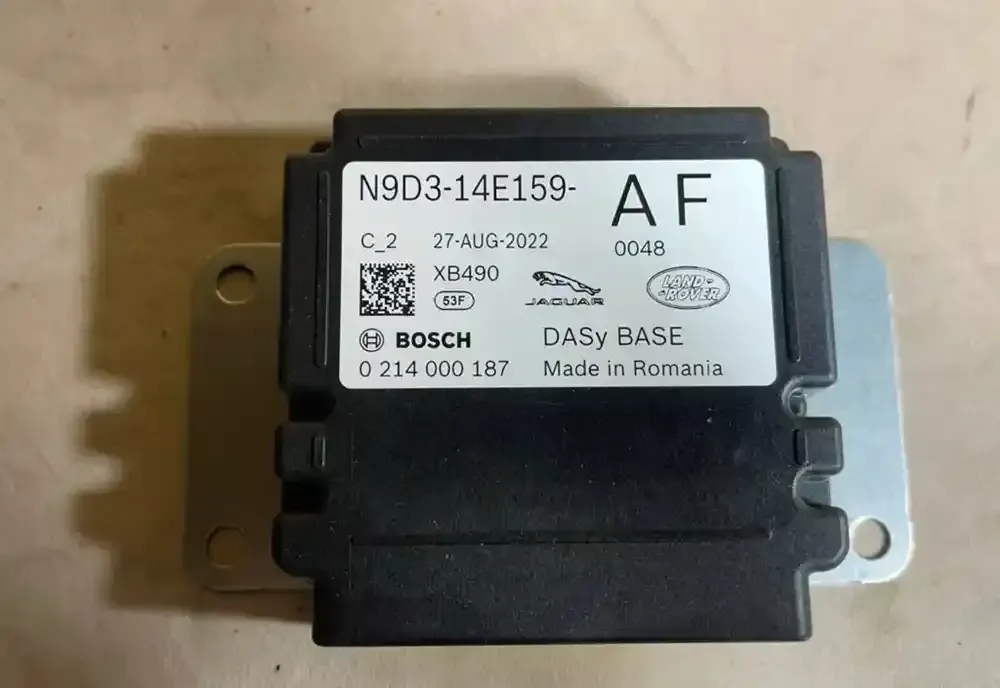 N9D3-14E159- AF
C_2 27-AUG-2022 0048
XB490
53F
JAGUAR
LAND-
-ROVER
BOSCH DASy BASE
0 214 000 187 Made in Romania